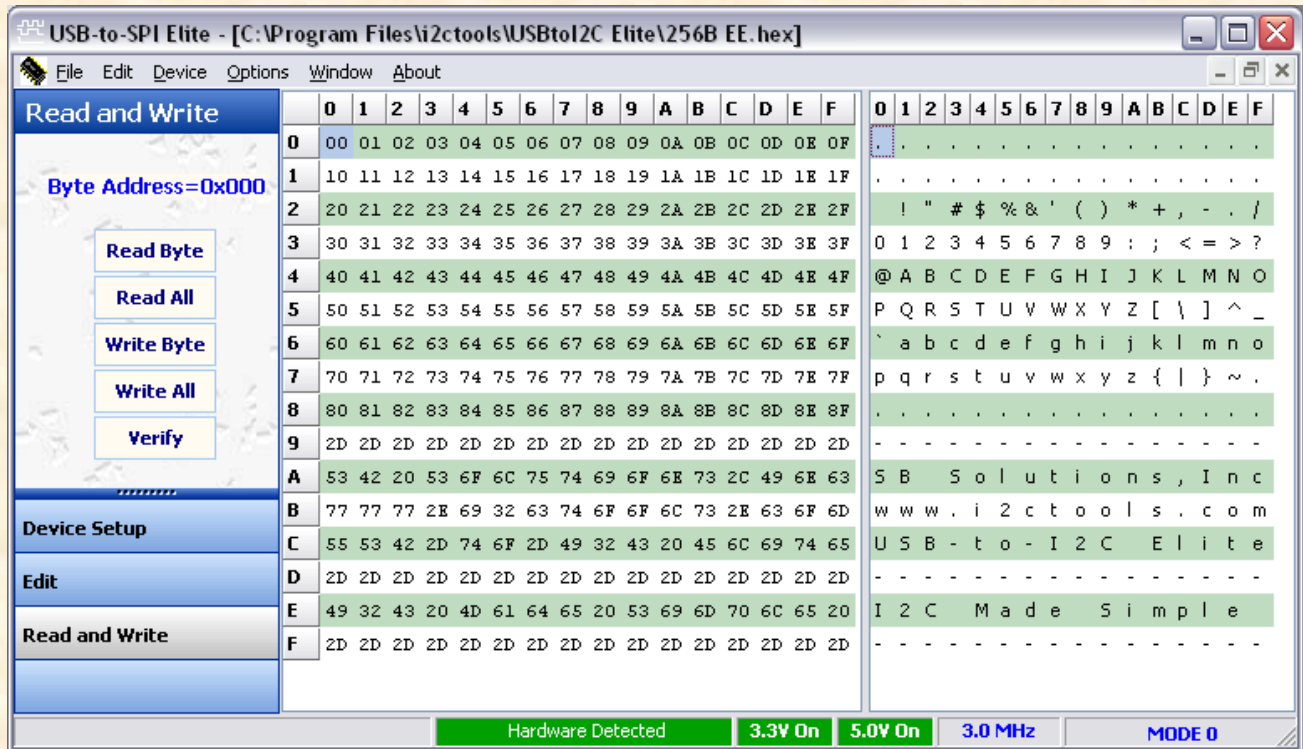 USB-to-SPI Elite - [C:\Program Files\i2ctools\USBtoI2C Elite\256B EE.hex]
File Edit Device Options Window About
Read and Write
Byte Address=0x000
Read Byte
Read All
Write Byte
Write All
Verify
Device Setup
Edit
Read and Write
0 1 2 3 4 5 6 7 8 9 A B C D E F 0 1 2 3 4 5 6 7 8 9 A B C D E F
0 00 01 02 03 04 05 06 07 08 09 0A 0B 0C 0D 0E 0F . . . . . . . . . . . . . . . .
1 10 11 12 13 14 15 16 17 18 19 1A 1B 1C 1D 1E 1F . . . . . . . . . . . . . . . .
2 20 21 22 23 24 25 26 27 28 29 2A 2B 2C 2D 2E 2F ! " # $ % & ' ( ) * + , - . /
3 30 31 32 33 34 35 36 37 38 39 3A 3B 3C 3D 3E 3F 0 1 2 3 4 5 6 7 8 9 : ; < = > ?
4 40 41 42 43 44 45 46 47 48 49 4A 4B 4C 4D 4E 4F @ A B C D E F G H I J K L M N O
5 50 51 52 53 54 55 56 57 58 59 5A 5B 5C 5D 5E 5F P Q R S T U V W X Y Z [ \ ] ^ _
6 60 61 62 63 64 65 66 67 68 69 6A 6B 6C 6D 6E 6F ` a b c d e f g h i j k l m n o
7 70 71 72 73 74 75 76 77 78 79 7A 7B 7C 7D 7E 7F p q r s t u v w x y z { | } ~ .
8 80 81 82 83 84 85 86 87 88 89 8A 8B 8C 8D 8E 8F . . . . . . . . . . . . . . . .
9 2D 2D 2D 2D 2D 2D 2D 2D 2D 2D 2D 2D 2D 2D 2D 2D - - - - - - - - - - - - - - - -
A 53 42 20 53 6F 6C 75 74 69 6F 6E 73 2C 49 6E 63 S B S o l u t i o n s , I n c
B 77 77 77 2E 69 32 63 74 6F 6F 6C 73 2E 63 6F 6D w w w . i 2 c t o o l s . c o m
C 55 53 42 2D 74 6F 2D 49 32 43 20 45 6C 69 74 65 U S B - t o - I 2 C E l i t e
D 2D 2D 2D 2D 2D 2D 2D 2D 2D 2D 2D 2D 2D 2D 2D 2D - - - - - - - - - - - - - - - -
E 49 32 43 20 4D 61 64 65 20 53 69 6D 70 6C 65 20 I 2 C M a d e S i m p l e
F 2D 2D 2D 2D 2D 2D 2D 2D 2D 2D 2D 2D 2D 2D 2D 2D - - - - - - - - - - - - - - - -
Hardware Detected 3.3V On 5.0V On 3.0 MHz MODE 0